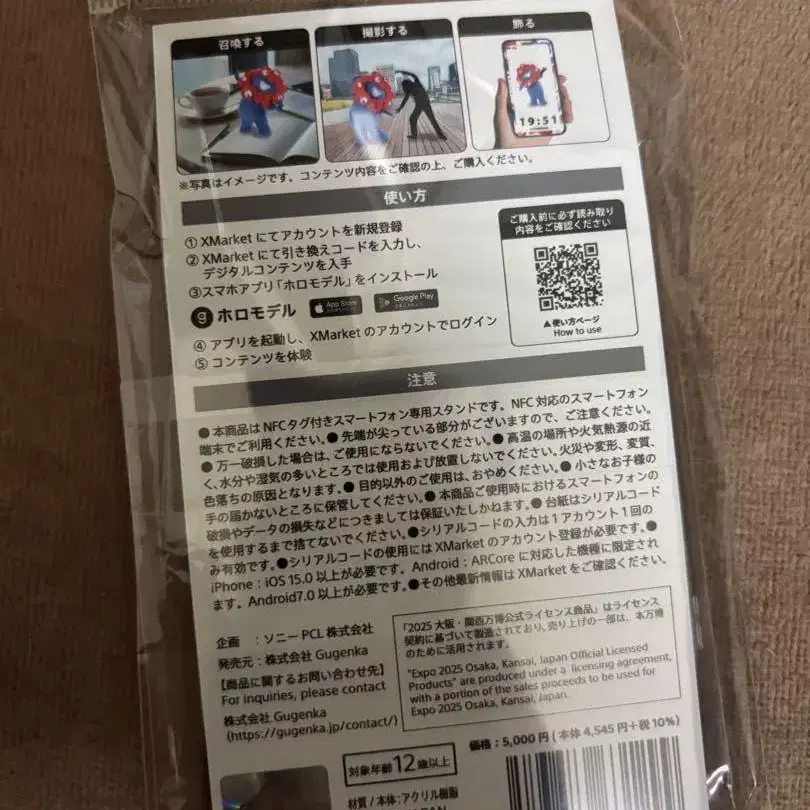 召喚する
撮影する
飾る
19:51
※写真はイメージです。コンテンツ内容をご確認の上、ご購入ください。
使い方
① XMarket にてアカウントを新規登録
② XMarket にて引き換えコードを入力し、
デジタルコンテンツを入手
③スマホアプリ「ホロモデル」をインストール
ホロモデル
App Store
Google Play
④ アプリを起動し、XMarket のアカウントでログイン
⑤ コンテンツを体験
ご購入前に必ず読み取り
内容をご確認ください
▲使い方ページ
How to use
注意
● 本商品は NFC タグ付きスマートフォン専用スタンドです。NFC 対応のスマートフォン
端末でご利用ください。● 先端が尖っている部分がございますので、ご注意ください。
● 万一破損した場合は、ご使用にならないでください。● 高温の場所や火気熱源の近
く、水分や湿気の多いところでは使用および放置しないでください。火災や変形、変質、
色落ちの原因となります。● 目的以外のご使用は、おやめください。● 小さなお子様の
手の届かないところに保管してください。● 本商品ご使用時におけるスマートフォンの
破損やデータの損失などにつきましては保証いたしかねます。● 台紙はシリアルコード
を使用するまで捨てないでください。●シリアルコードの入力は 1 アカウント 1 回の
み有効です。●シリアルコードの使用には XMarket のアカウント登録が必要です。●
iPhone：iOS 15.0 以上が必要です。Android：ARCore に対応した機種に限定され
ます。Android7.0 以上が必要です。●その他最新情報は XMarket をご確認ください。
企画 ：ソニー PCL 株式会社
発売元：株式会社 Gugenka
【商品に関するお問い合わせ先】
For inquiries, please contact
株式会社 Gugenka
(https://gugenka.jp/contact/)
「2025 大阪・関西万博公式ライセンス商品」はライセンス
契約に基づいて製造されており、売り上げの一部は、本万博
のために活用されます。
"Expo 2025 Osaka, Kansai, Japan Official Licensed
Products" are produced under a licensing agreement,
with a portion of the sales proceeds to be used for
Expo 2025 Osaka, Kansai, Japan.
価格：5,000 円 ( 本体 4,545 円＋税 10%)
対象年齢 12 歳以上
材質 / 本体：アクリル樹脂